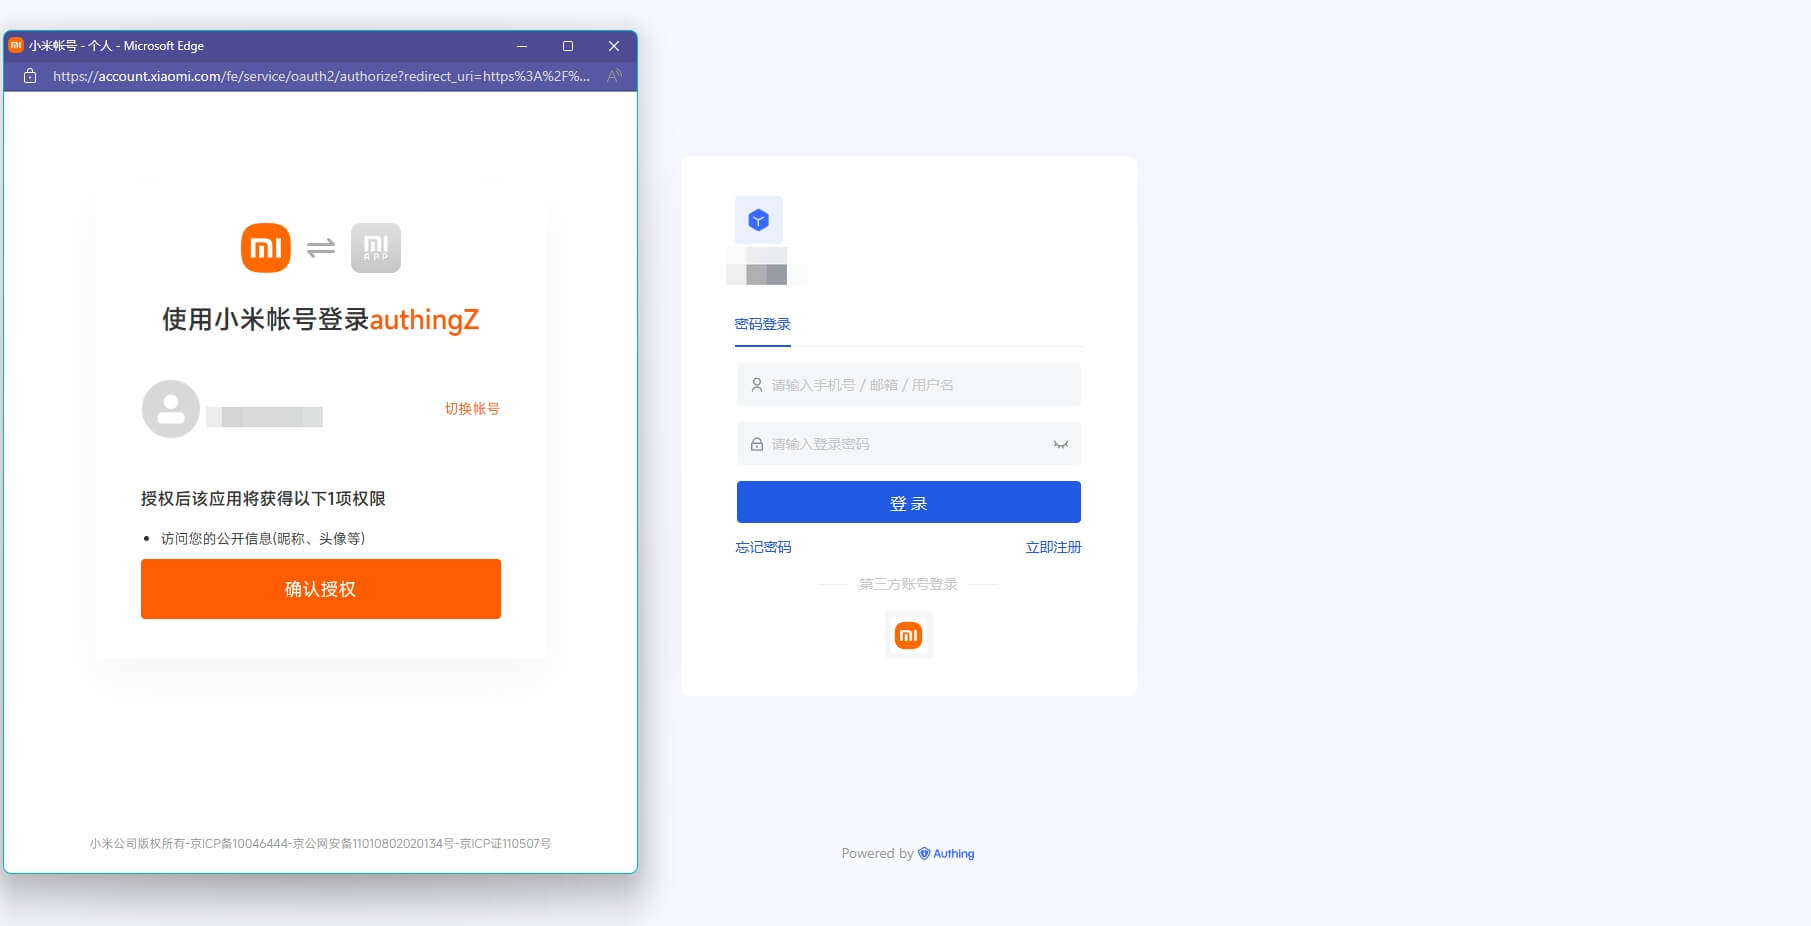 小米帐号 - 个人 - Microsoft Edge
https://account.xiaomi.com/fe/service/oauth2/authorize?redirect_uri=https%3A%2F%...
mi
mi
APP
使用小米帐号登录authingZ
切换帐号
授权后该应用将获得以下1项权限
访问您的公开信息(昵称、头像等)
确认授权
小米公司版权所有-京ICP备10046444-京公网安备11010802020134号-京ICP证110507号
密码登录
请输入手机号 / 邮箱 / 用户名
请输入登录密码
登 录
忘记密码
立即注册
第三方账号登录
mi
Powered by Authing